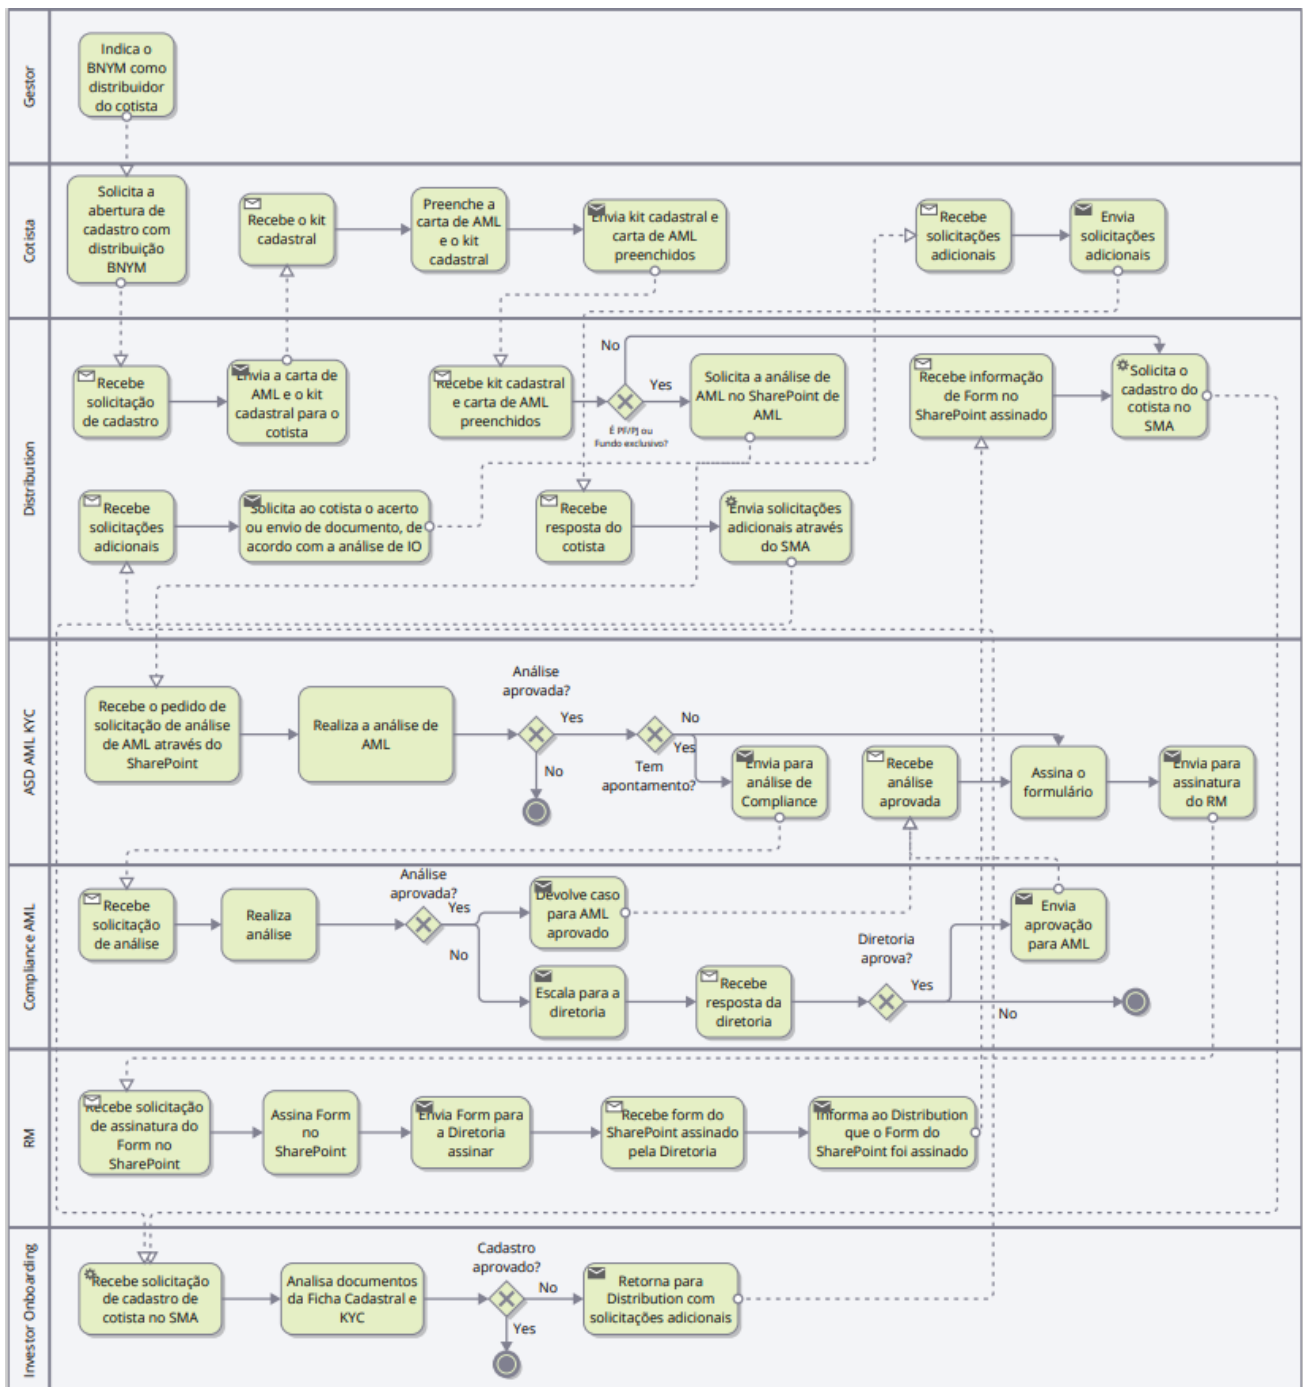 Gestor
Indica o
BNYM como
distribuidor
do cotista
Cotista
Solicita a
abertura de
cadastro com
distribuição
BNYM
Recebe o kit
cadastral
Preenche a
carta de AML
e o kit
cadastral
Envia kit cadastral e
carta de AML
preenchidos
Recebe
solicitações
adicionais
Envia
solicitações
adicionais
Distribution
Recebe
solicitação
de cadastro
Envia a carta de
AML e o kit
cadastral para o
cotista
Recebe kit cadastral
e carta de AML
preenchidos
No
Yes
É PF/PJ ou
Fundo exclusivo?
Solicita a análise de
AML no SharePoint de
AML
Recebe informação
de Form no
SharePoint assinado
Solicita o
cadastro do
cotista no
SMA
Recebe
solicitações
adicionais
Solicita ao cotista o acerto
ou envio de documento, de
acordo com a análise de IO
Recebe
resposta do
cotista
Envia solicitações
adicionais através
do SMA
ASD AML KYC
Recebe o pedido de
solicitação de análise
de AML através do
SharePoint
Realiza a análise de
AML
Análise
aprovada?
Yes
No
No
Yes
Tem
apontamento?
Envia para
análise de
Compliance
Recebe
análise
aprovada
Assina o
formulário
Envia para
assinatura
do RM
Compliance AML
Recebe
solicitação
de análise
Realiza
análise
Análise
aprovada?
Yes
No
Devolve caso
para AML
aprovado
Escala para a
diretoria
Recebe
resposta da
diretoria
Diretoria
aprova?
Yes
No
Envia
aprovação
para AML
RM
Recebe solicitação
de assinatura do
Form no
SharePoint
Assina Form
no
SharePoint
Envia Form para
a Diretoria
assinar
Recebe form do
SharePoint assinado
pela Diretoria
Informa ao Distribution
que o Form do
SharePoint foi assinado
Investor Onboarding
Recebe solicitação
de cadastro de
cotista no SMA
Analisa documentos
da Ficha Cadastral e
KYC
Cadastro
aprovado?
No
Yes
Retorna para
Distribution com
solicitações adicionais